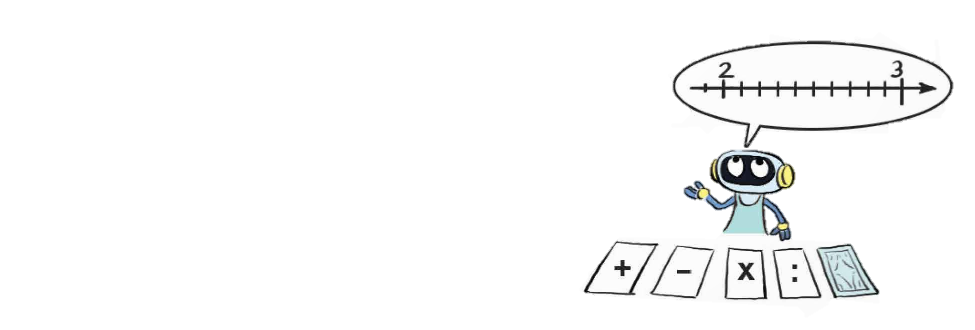 2 3
+ - x :